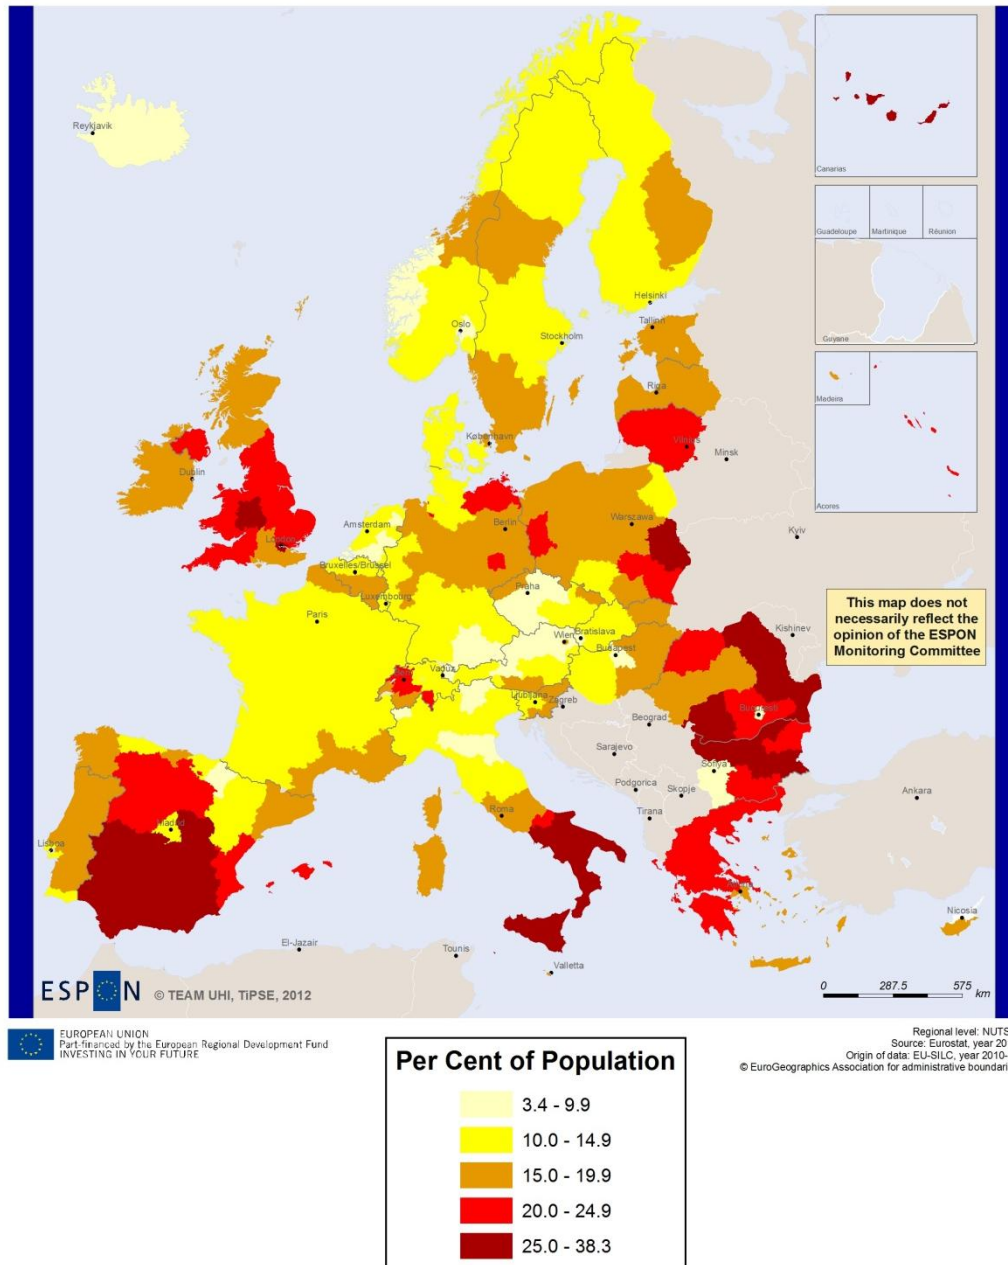 Reykjavik
Canarias
Guadeloupe
Martinique
Réunion
Guyane
Madeira
Acores
Helsinki
Oslo
Tallinn
Stockholm
Riga
København
Vilnius
Minsk
Dublin
Amsterdam
Berlin
Warszawa
London
Kyiv
Bruxelles/Brüssel
Praha
Luxembourg
Paris
Wien
Bratislava
Kishinev
Budapest
Vaduz
Ljubljana
Zagreb
This map does not
necessarily reflect the
opinion of the ESPON
Monitoring Committee
Beograd
Bucuresti
Sarajevo
Sofiya
Podgorica
Skopje
Ankara
Roma
Tirana
Madrid
Lisboa
Nicosia
El-Jazair
Tounis
Valletta
ESPON © TEAM UHI, TiPSE, 2012
0 287.5 575
km
EUROPEAN UNION
Part-financed by the European Regional Development Fund
INVESTING IN YOUR FUTURE
Regional level: NUTS
Source: Eurostat, year 20
Origin of data: EU-SILC, year 2010-
© EuroGeographics Association for administrative boundari
Per Cent of Population
3.4 - 9.9
10.0 - 14.9
15.0 - 19.9
20.0 - 24.9
25.0 - 38.3